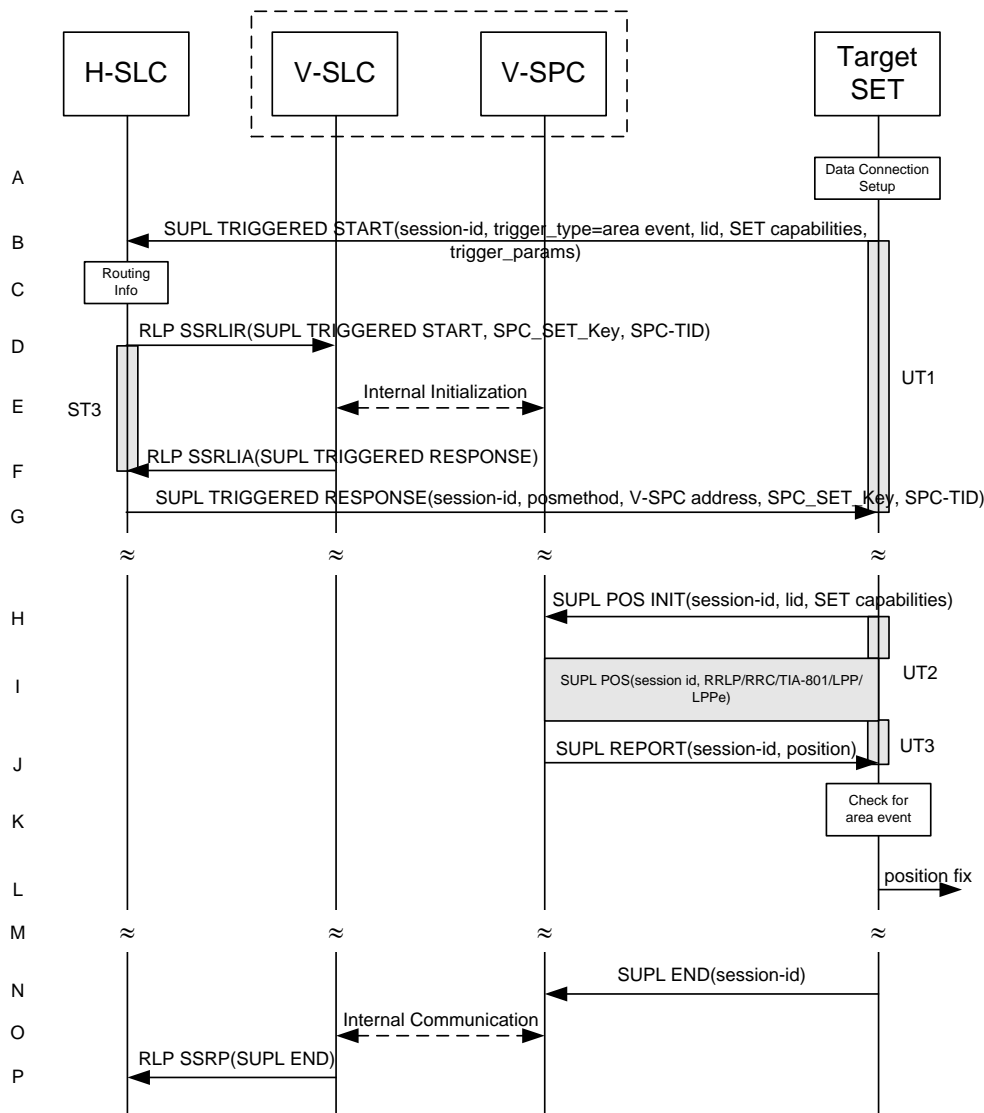 H-SLC
V-SLC
V-SPC
Target
SET
A
Data Connection
Setup
B
SUPL TRIGGERED START(session-id, trigger_type=area event, lid, SET capabilities,
trigger_params)
C
Routing
Info
D
RLP SSRLIR(SUPL TRIGGERED START, SPC_SET_Key, SPC-TID)
UT1
E
ST3
Internal Initialization
F
RLP SSRLIA(SUPL TRIGGERED RESPONSE)
G
SUPL TRIGGERED RESPONSE(session-id, posmethod, V-SPC address, SPC_SET_Key, SPC-TID)
≈ ≈ ≈ ≈
H
SUPL POS INIT(session-id, lid, SET capabilities)
UT2
I
SUPL POS(session id, RRLP/RRC/TIA-801/LPP/
LPPe)
UT3
J
SUPL REPORT(session-id, position)
K
Check for
area event
L
position fix
M
≈ ≈ ≈ ≈
N
SUPL END(session-id)
O
Internal Communication
P
RLP SSRP(SUPL END)